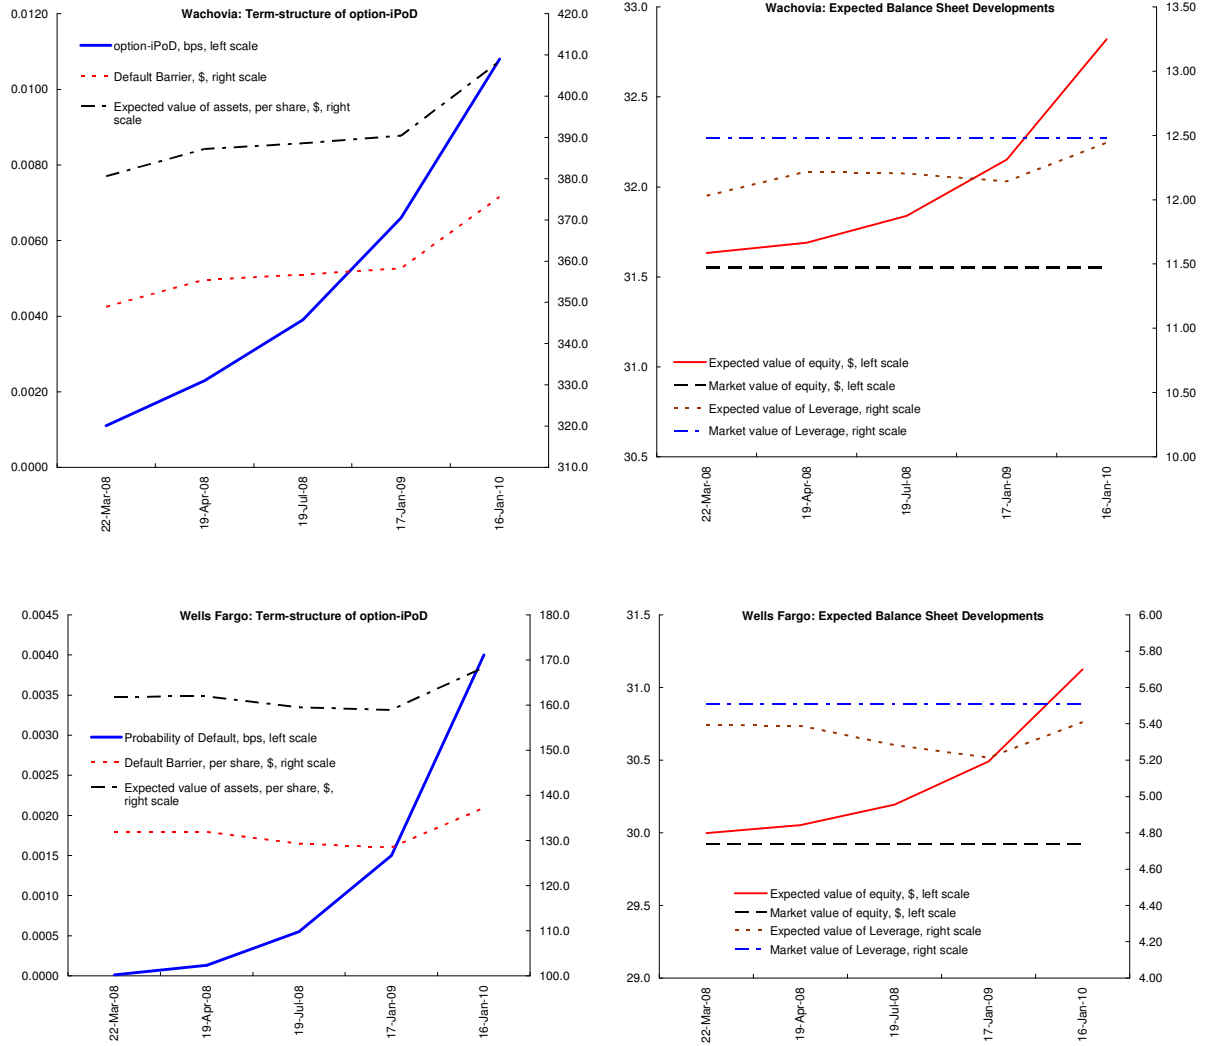 Wachovia: Term-structure of option-iPoD
0.0120
0.0100
0.0080
0.0060
0.0040
0.0020
0.0000
420.0
410.0
400.0
390.0
380.0
370.0
360.0
350.0
340.0
330.0
320.0
310.0
option-iPoD, bps, left scale
Default Barrier, $, right scale
Expected value of assets, per share, $, right
scale
22-Mar-08
19-Apr-08
19-Jul-08
17-Jan-09
16-Jan-10
Wachovia: Expected Balance Sheet Developments
33.0
32.5
32.0
31.5
31.0
30.5
13.50
13.00
12.50
12.00
11.50
11.00
10.50
10.00
Expected value of equity, $, left scale
Market value of equity, $, left scale
Expected value of Leverage, right scale
Market value of Leverage, right scale
22-Mar-08
19-Apr-08
19-Jul-08
17-Jan-09
16-Jan-10
Wells Fargo: Term-structure of option-iPoD
0.0045
0.0040
0.0035
0.0030
0.0025
0.0020
0.0015
0.0010
0.0005
0.0000
180.0
170.0
160.0
150.0
140.0
130.0
120.0
110.0
100.0
Probability of Default, bps, left scale
Default Barrier, per share, $, right scale
Expected value of assets, per share, $,
right scale
22-Mar-08
19-Apr-08
19-Jul-08
17-Jan-09
16-Jan-10
Wells Fargo: Expected Balance Sheet Developments
31.5
31.0
30.5
30.0
29.5
29.0
6.00
5.80
5.60
5.40
5.20
5.00
4.80
4.60
4.40
4.20
4.00
Expected value of equity, $, left scale
Market value of equity, $, left scale
Expected value of Leverage, right scale
Market value of Leverage, right scale
22-Mar-08
19-Apr-08
19-Jul-08
17-Jan-09
16-Jan-10